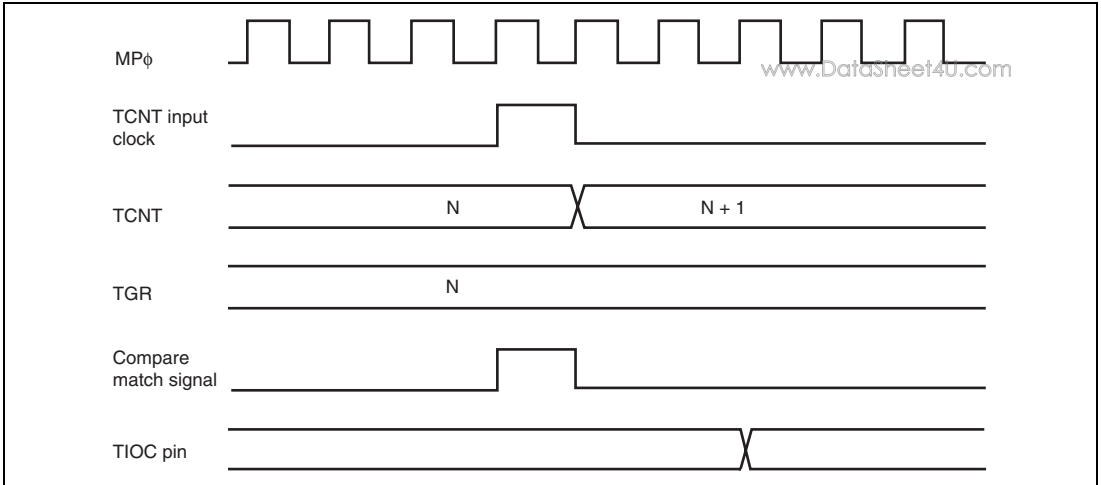 MPφ
www.DataSheet4U.com
TCNT input
clock
TCNT
N
N + 1
TGR
N
Compare
match signal
TIOC pin